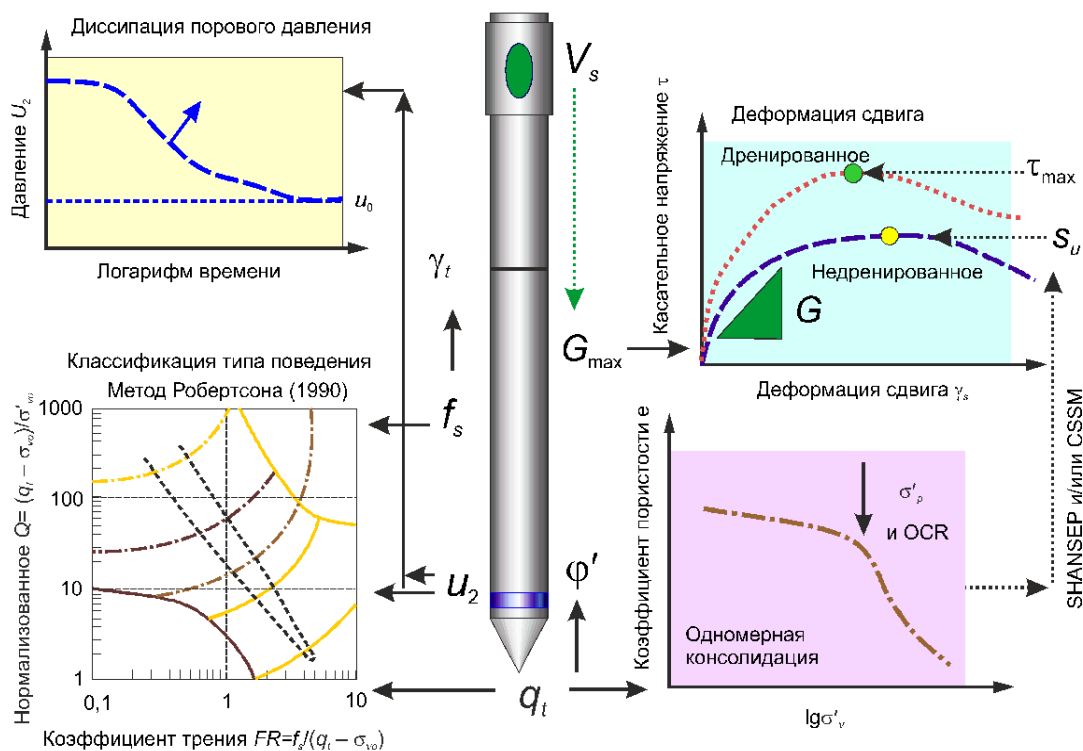 Диссипация порового давления
Давление U₂
u₀
Логарифм времени
Классификация типа поведения
Метод Робертсона (1990)
Нормализованное Q= (qₜ – σᵥₒ)/σ'ᵥₒ
1000
100
10
1
0,1
1
10
Коэффициент трения FR=fₛ/(qₜ – σᵥₒ)
Vₛ
γₜ
Gmax
fₛ
u₂
φ'
qₜ
Касательное напряжение τ
Деформация сдвига
Дренированное
τmax
sᵤ
Недренированное
G
Деформация сдвига γₛ
Коэффициент пористости e
σ'ₚ
и OCR
Одномерная
консолидация
lgσ'ᵥ
SHANSEP и/или CSSM